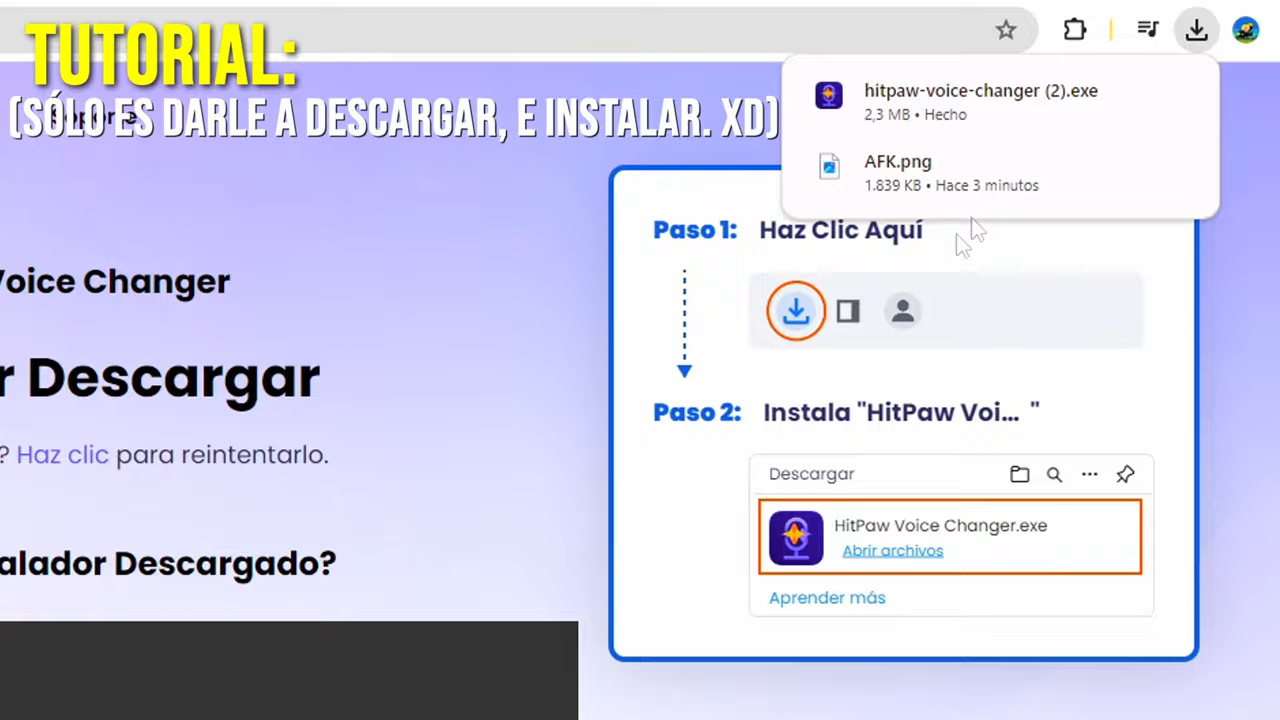 TUTORIAL:
(SÓLO ES DARLE A DESCARGAR, E INSTALAR. XD)
Soporte
hitpaw-voice-changer (2).exe
2,3 MB • Hecho
AFK.png
1.839 KB • Hace 3 minutos
Voice Changer
r Descargar
? Haz clic para reintentarlo.
alador Descargado?
Paso 1: Haz Clic Aquí
Paso 2: Instala "HitPaw Voi... "
Descargar
HitPaw Voice Changer.exe
Abrir archivos
Aprender más